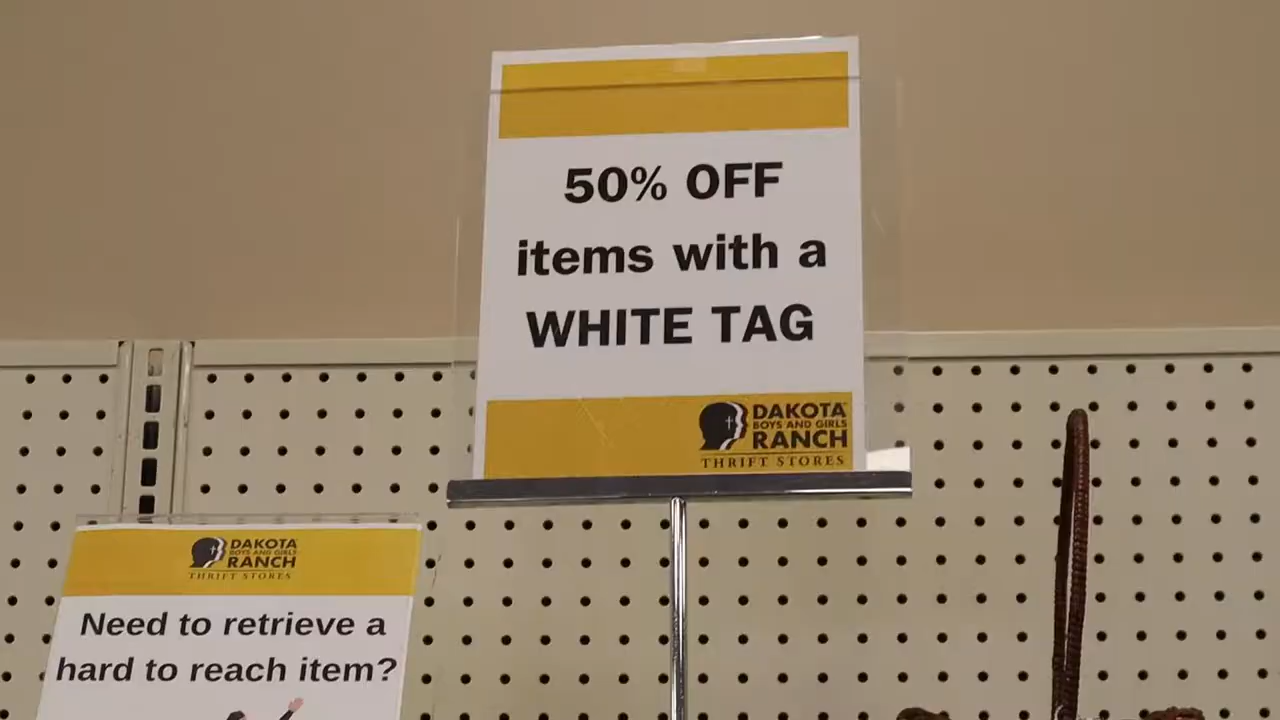 50% OFF
items with a
WHITE TAG
DAKOTA
BOYS AND GIRLS
RANCH
THRIFT STORES
DAKOTA
BOYS AND GIRLS
RANCH
THRIFT STORES
Need to retrieve a
hard to reach item?